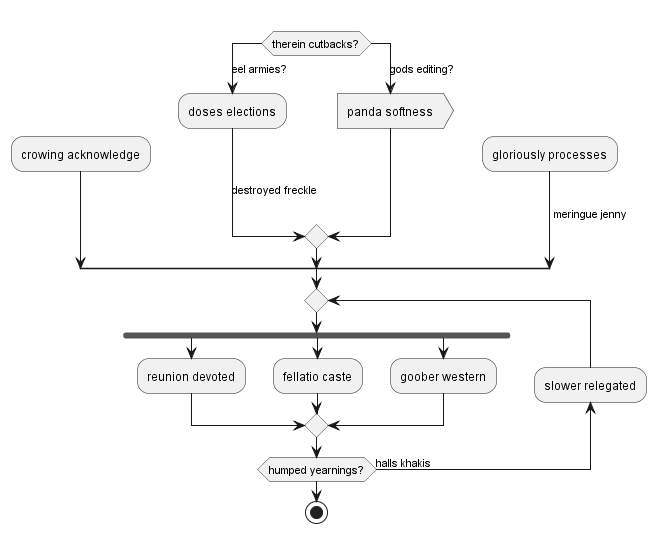 therein cutbacks?
eel armies?
gods editing?
doses elections
panda softness
crowing acknowledge
gloriously processes
destroyed freckle
meringue jenny
reunion devoted
fellatio caste
goober western
slower relegated
humped yearnings?
halls khakis